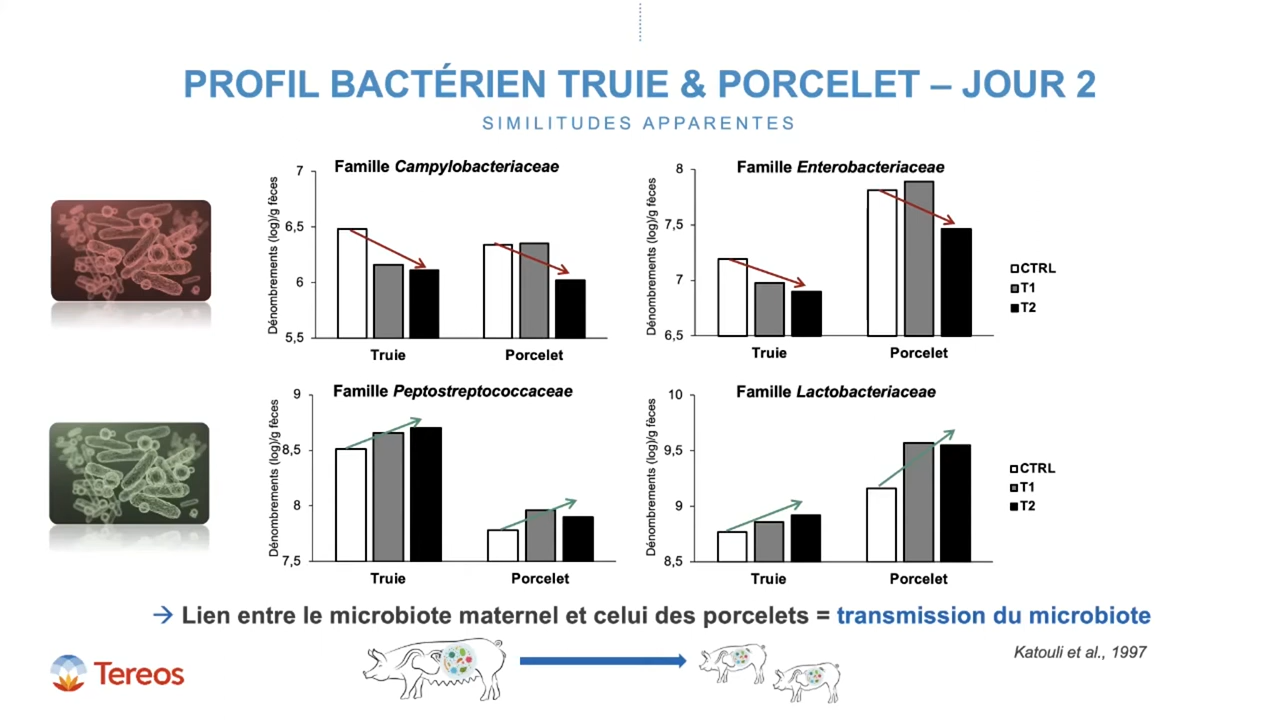 PROFIL BACTÉRIEN TRUIE & PORCELET – JOUR 2
SIMILITUDES APPARENTES
Famille Campylobacteriaceae
Dénombrements (log)/g fèces
7
6,5
6
5,5
Truie
Porcelet
Famille Enterobacteriaceae
Dénombrements (log)/g fèces
8
7,5
7
6,5
Truie
Porcelet
CTRL
T1
T2
Famille Peptostreptococcaceae
Dénombrements (log)/g fèces
9
8,5
8
7,5
Truie
Porcelet
Famille Lactobacteriaceae
Dénombrements (log)/g fèces
10
9,5
9
8,5
Truie
Porcelet
CTRL
T1
T2
→ Lien entre le microbiote maternel et celui des porcelets = transmission du microbiote
Katouli et al., 1997
Tereos